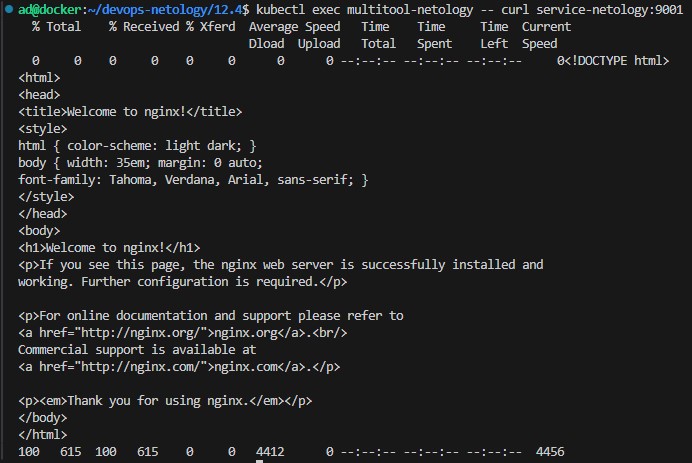 ad@docker:~/devops-netology/12.4$ kubectl exec multitool-netology -- curl service-netology:9001
  % Total    % Received % Xferd  Average Speed   Time    Time     Time  Current
                                 Dload  Upload   Total   Spent    Left  Speed
  0     0    0     0    0     0      0      0 --:--:-- --:--:-- --:--:--     0<!DOCTYPE html>
<html>
<head>
<title>Welcome to nginx!</title>
<style>
html { color-scheme: light dark; }
body { width: 35em; margin: 0 auto;
font-family: Tahoma, Verdana, Arial, sans-serif; }
</style>
</head>
<body>
<h1>Welcome to nginx!</h1>
<p>If you see this page, the nginx web server is successfully installed and
working. Further configuration is required.</p>

<p>For online documentation and support please refer to
<a href="http://nginx.org/">nginx.org</a>.<br/>
Commercial support is available at
<a href="http://nginx.com/">nginx.com</a>.</p>

<p><em>Thank you for using nginx.</em></p>
</body>
</html>
100   615  100   615    0     0   4412      0 --:--:-- --:--:-- --:--:--  4456